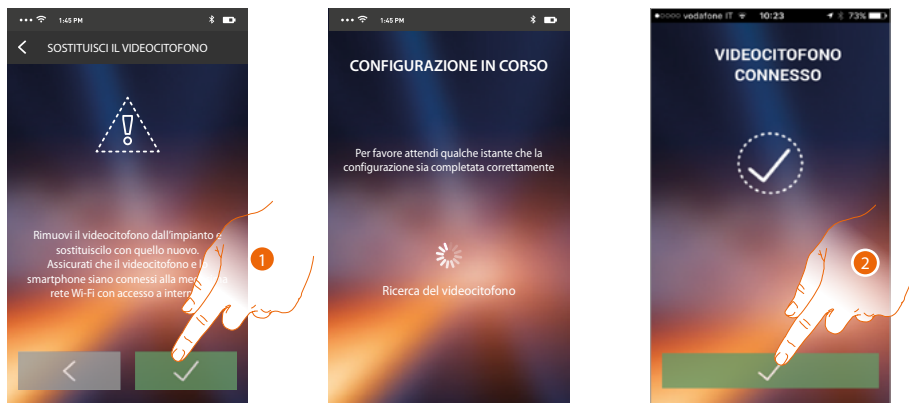 1:45 PM
SOSTITUISCI IL VIDEOCITOFONO
Rimuovi il videocitofono dall'impianto e
sostituiscilo con quello nuovo.
Assicurati che il videocitofono e lo
smartphone siano connessi alla
rete Wi-Fi con accesso a
1
1:45 PM
CONFIGURAZIONE IN CORSO
Per favore attendi qualche istante che la
configurazione sia completata correttamente
Ricerca del videocitofono
vodafone IT
10:23
73%
VIDEOCITOFONO
CONNESSO
2